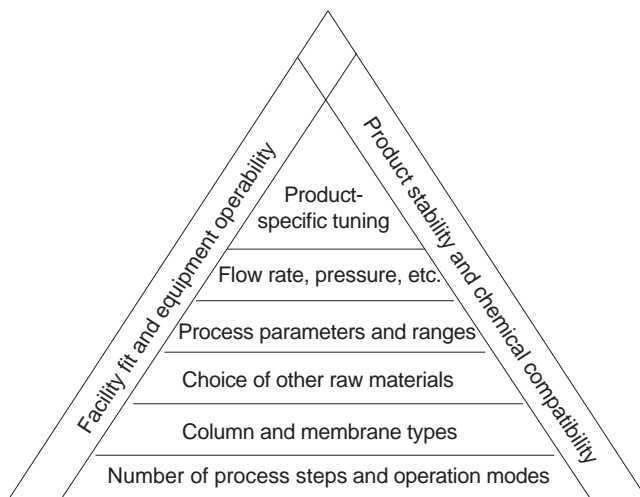 Facility fit and equipment operability
Product stability and chemical compatibility
Product-
specific tuning
Flow rate, pressure, etc.
Process parameters and ranges
Choice of other raw materials
Column and membrane types
Number of process steps and operation modes